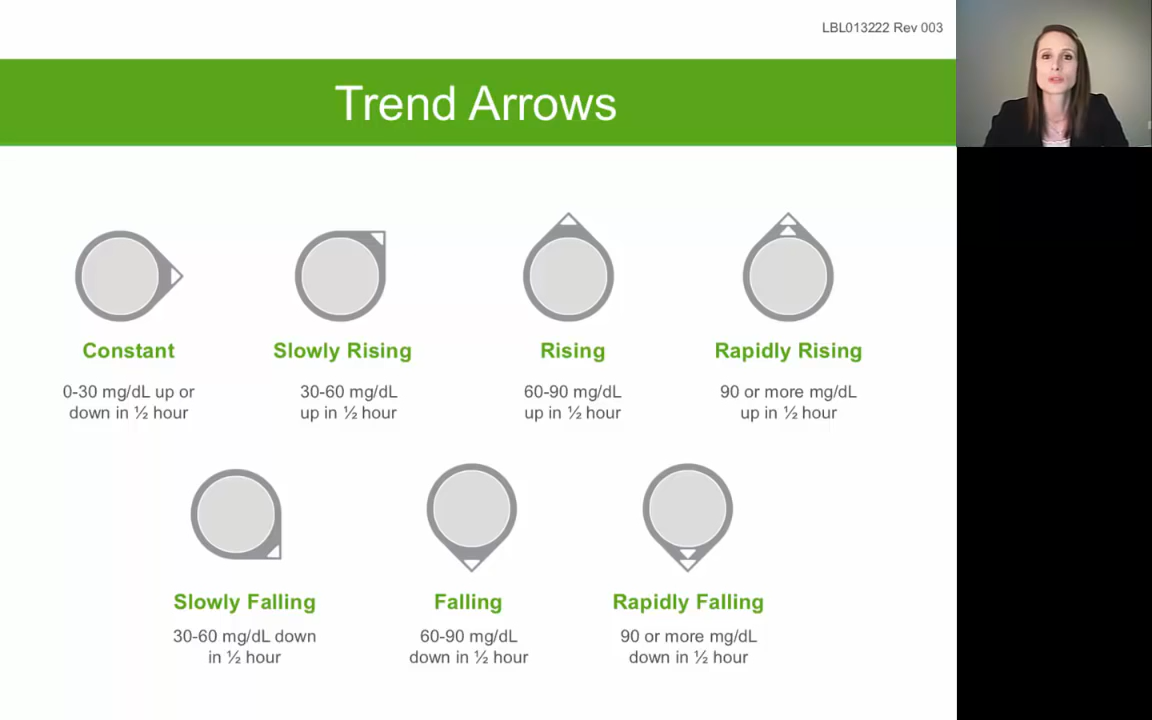 LBL013222 Rev 003
Trend Arrows
Constant
0-30 mg/dL up or
down in ½ hour
Slowly Rising
30-60 mg/dL
up in ½ hour
Rising
60-90 mg/dL
up in ½ hour
Rapidly Rising
90 or more mg/dL
up in ½ hour
Slowly Falling
30-60 mg/dL down
in ½ hour
Falling
60-90 mg/dL
down in ½ hour
Rapidly Falling
90 or more mg/dL
down in ½ hour